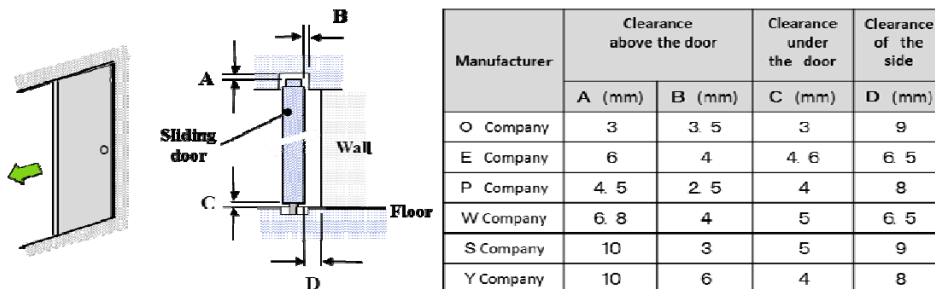 B
A
Sliding
door
Wall
C
Floor
D
Manufacturer
Clearance
above the door
Clearance
under
the door
Clearance
of the
side
A (mm) B (mm) C (mm) D (mm)
O Company 3 3. 5 3 9
E Company 6 4 4. 6 6. 5
P Company 4. 5 2. 5 4 8
W Company 6. 8 4 5 6. 5
S Company 10 3 5 9
Y Company 10 6 4 8